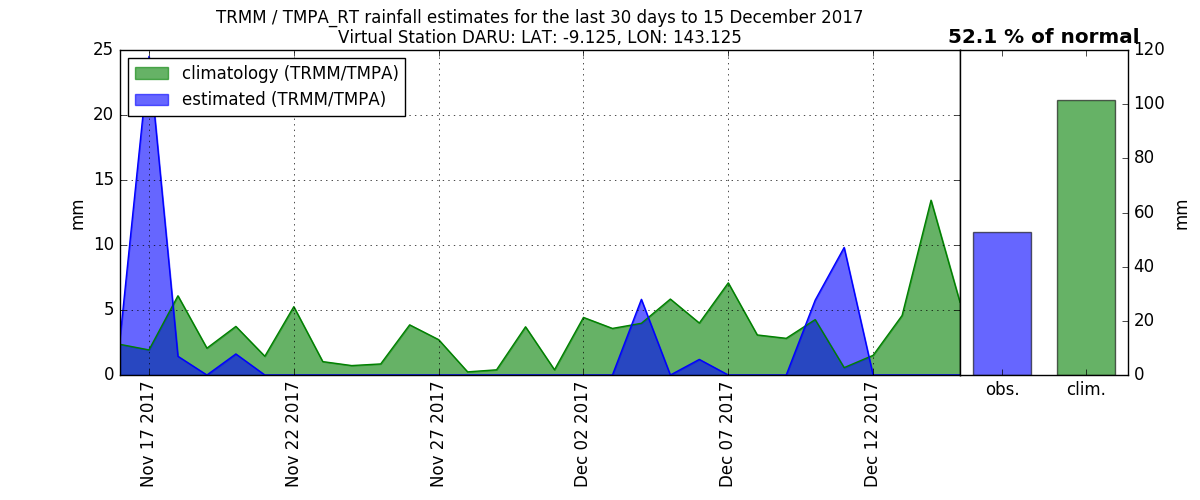 TRMM / TMPA_RT rainfall estimates for the last 30 days to 15 December 2017
Virtual Station DARU: LAT: -9.125, LON: 143.125
52.1 % of normal
climatology (TRMM/TMPA)
estimated (TRMM/TMPA)
25
20
15
10
5
0
mm
Nov 17 2017
Nov 22 2017
Nov 27 2017
Dec 02 2017
Dec 07 2017
Dec 12 2017
120
100
80
60
40
20
0
mm
obs.
clim.